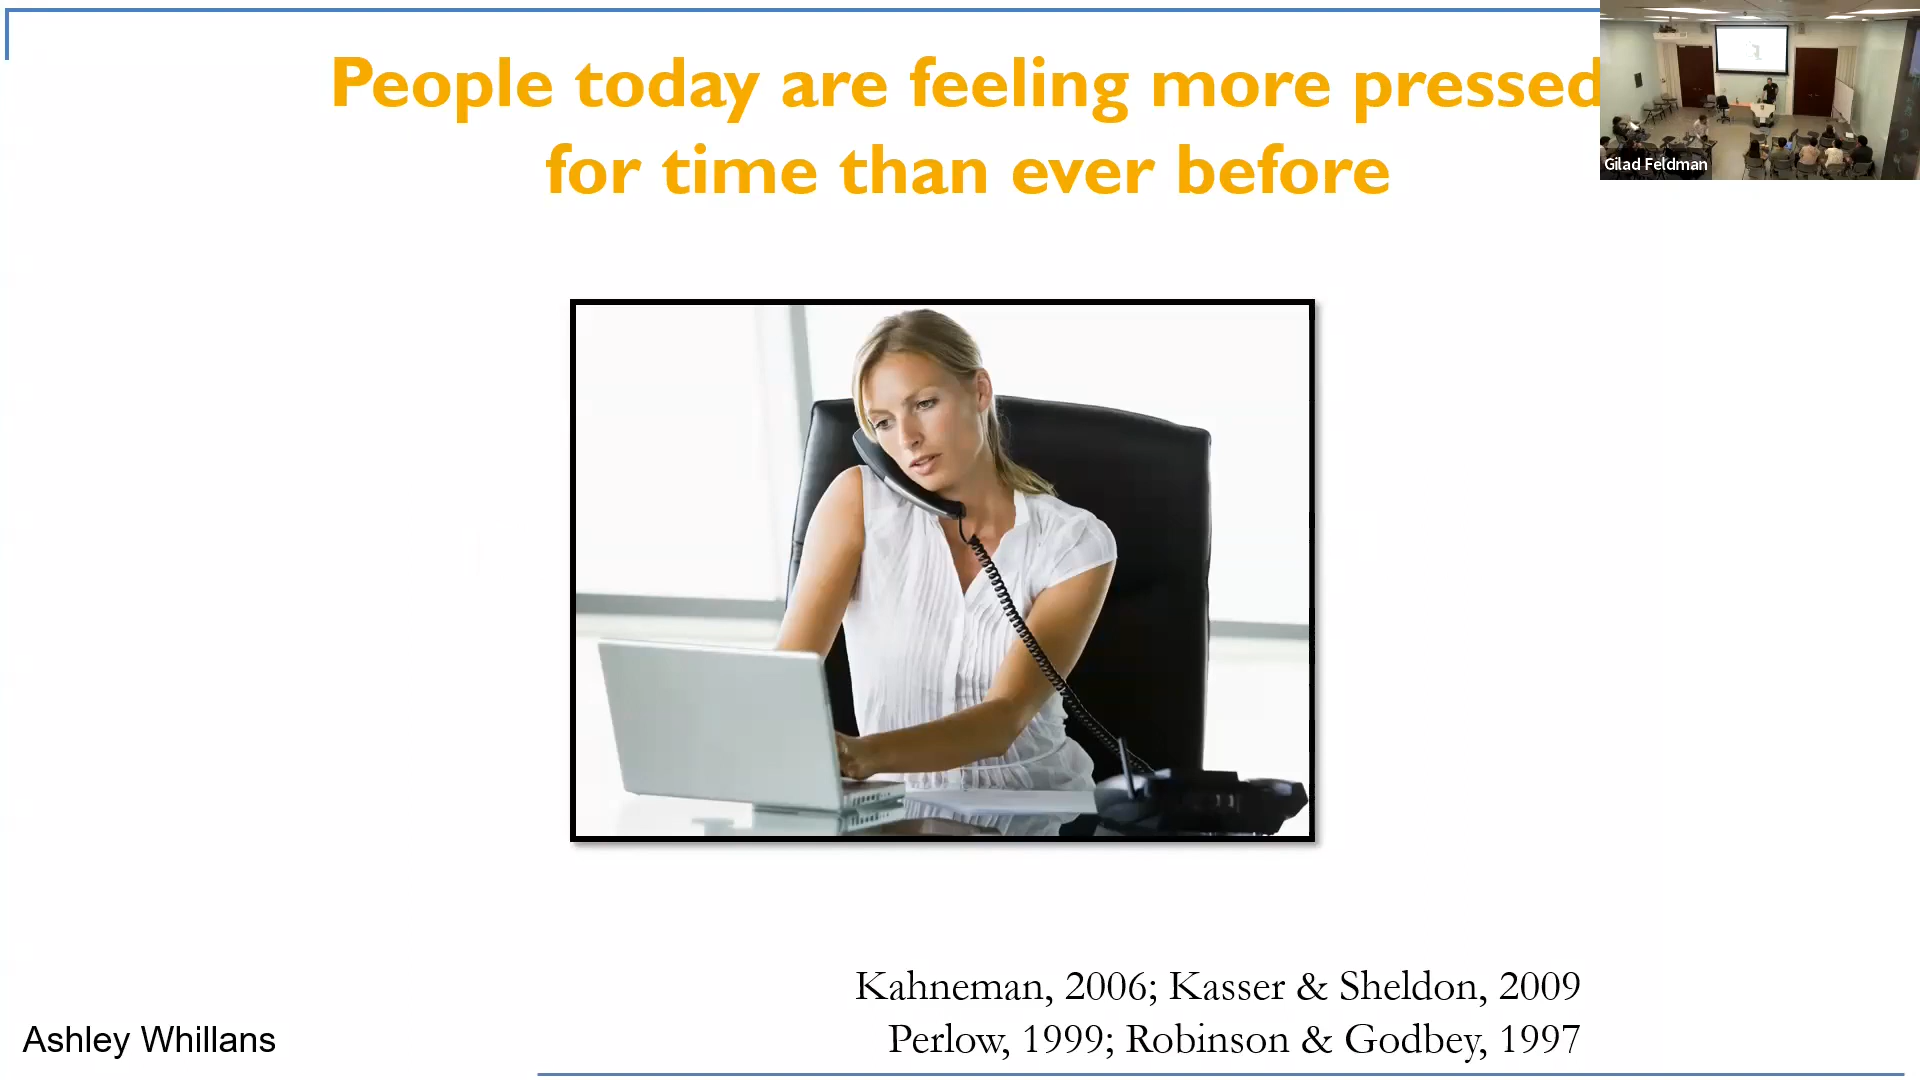 People today are feeling more pressed
for time than ever before
Gilad Feldman
Kahneman, 2006; Kasser & Sheldon, 2009
Perlow, 1999; Robinson & Godbey, 1997
Ashley Whillans